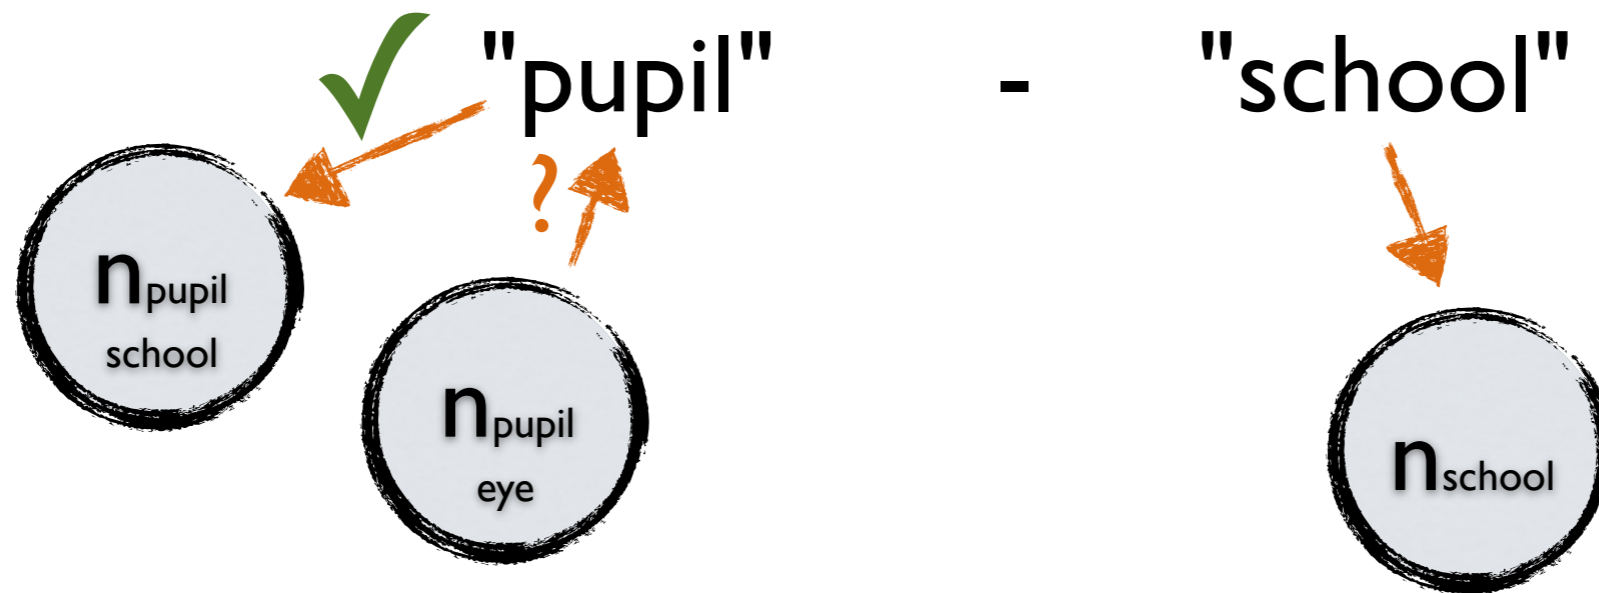 "pupil" - "school"
?
npupil
school
npupil
eye
nschool